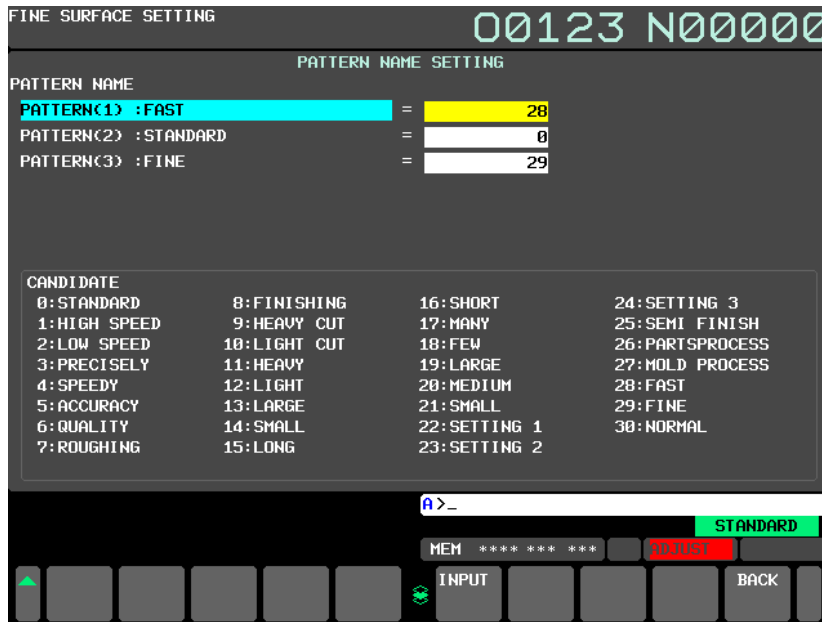 FINE SURFACE SETTING
O0123 N00000
PATTERN NAME SETTING
PATTERN NAME
PATTERN(1) :FAST = 28
PATTERN(2) :STANDARD = 0
PATTERN(3) :FINE = 29
CANDIDATE
0:STANDARD 8:FINISHING 16:SHORT 24:SETTING 3
1:HIGH SPEED 9:HEAVY CUT 17:MANY 25:SEMI FINISH
2:LOW SPEED 10:LIGHT CUT 18:FEW 26:PARTSPROCESS
3:PRECISELY 11:HEAVY 19:LARGE 27:MOLD PROCESS
4:SPEEDY 12:LIGHT 20:MEDIUM 28:FAST
5:ACCURACY 13:LARGE 21:SMALL 29:FINE
6:QUALITY 14:SMALL 22:SETTING 1 30:NORMAL
7:ROUGHING 15:LONG 23:SETTING 2
A>_
STANDARD
MEM **** *** *** ADJUST
INPUT BACK